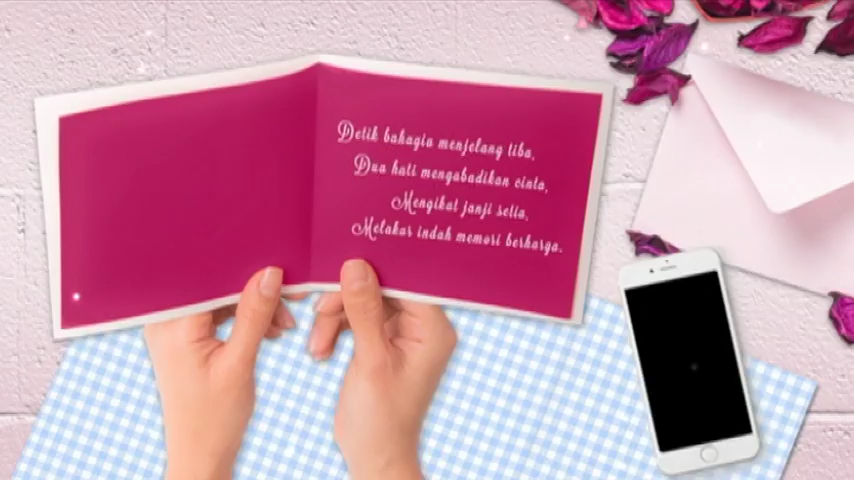 Detik bahagia menjelang tiba,
Dua hati mengabadikan cinta,
Mengikat janji setia,
Melakar indah memori berharga.